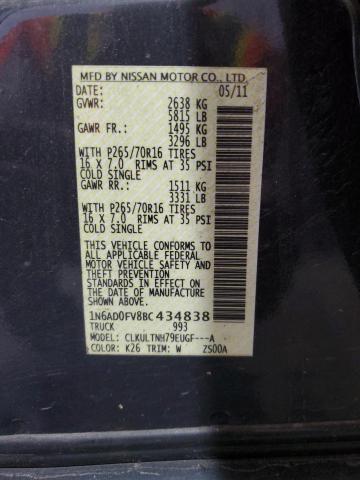 MFD BY NISSAN MOTOR CO., LTD.
DATE: 05/11
GVWR: 2638 KG
5815 LB
GAWR FR.: 1495 KG
3296 LB
WITH P265/70R16 TIRES
16 X 7.0 RIMS AT 35 PSI
COLD SINGLE
GAWR RR.: 1511 KG
3331 LB
WITH P265/70R16 TIRES
16 X 7.0 RIMS AT 35 PSI
COLD SINGLE
THIS VEHICLE CONFORMS TO
ALL APPLICABLE FEDERAL
MOTOR VEHICLE SAFETY
STANDARDS IN EFFECT ON
THE DATE OF MANUFACTURE
SHOWN ABOVE.
1N6AD0FV8BC434838
TRUCK 993
MODEL: CLKULTNH79EUGF---A
COLOR: K26 TRIM: W ZS00A